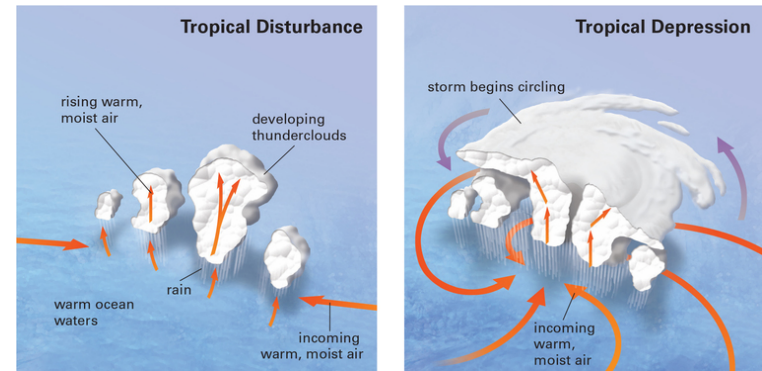 Tropical Disturbance
rising warm,
moist air
developing
thunderclouds
rain
warm ocean
waters
incoming
warm, moist air
Tropical Depression
storm begins circling
incoming
warm,
moist air